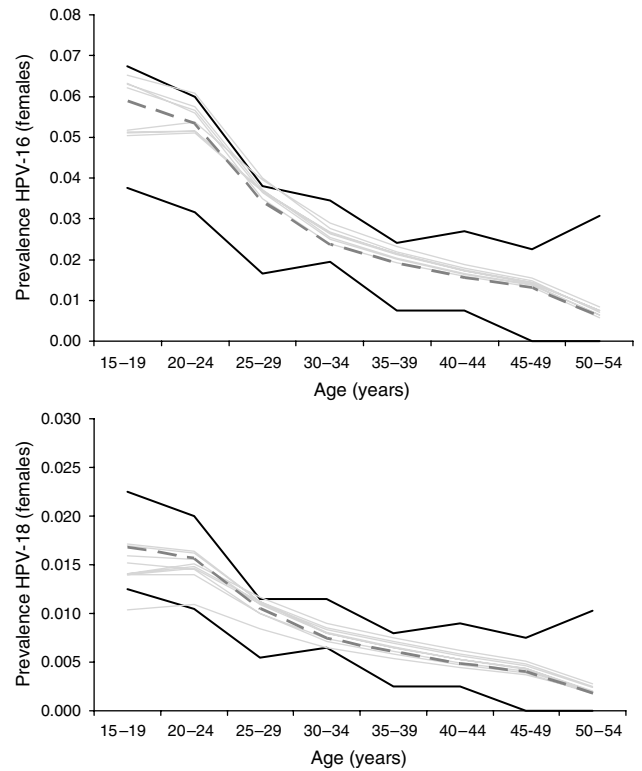 Prevalence HPV-16 (females)
0.08
0.07
0.06
0.05
0.04
0.03
0.02
0.01
0.00
15–19 20–24 25–29 30–34 35–39 40–44 45-49 50–54
Age (years)
Prevalence HPV-18 (females)
0.030
0.025
0.020
0.015
0.010
0.005
0.000
15–19 20–24 25–29 30–34 35–39 40–44 45–49 50–54
Age (years)